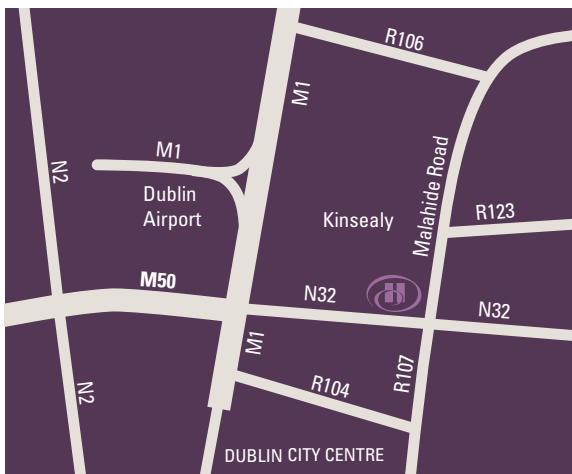 R106
M1
N2
M1
Malahide Road
Dublin
Airport
Kinsealy
R123
M50
N32
H
N32
M1
R107
N2
R104
DUBLIN CITY CENTRE